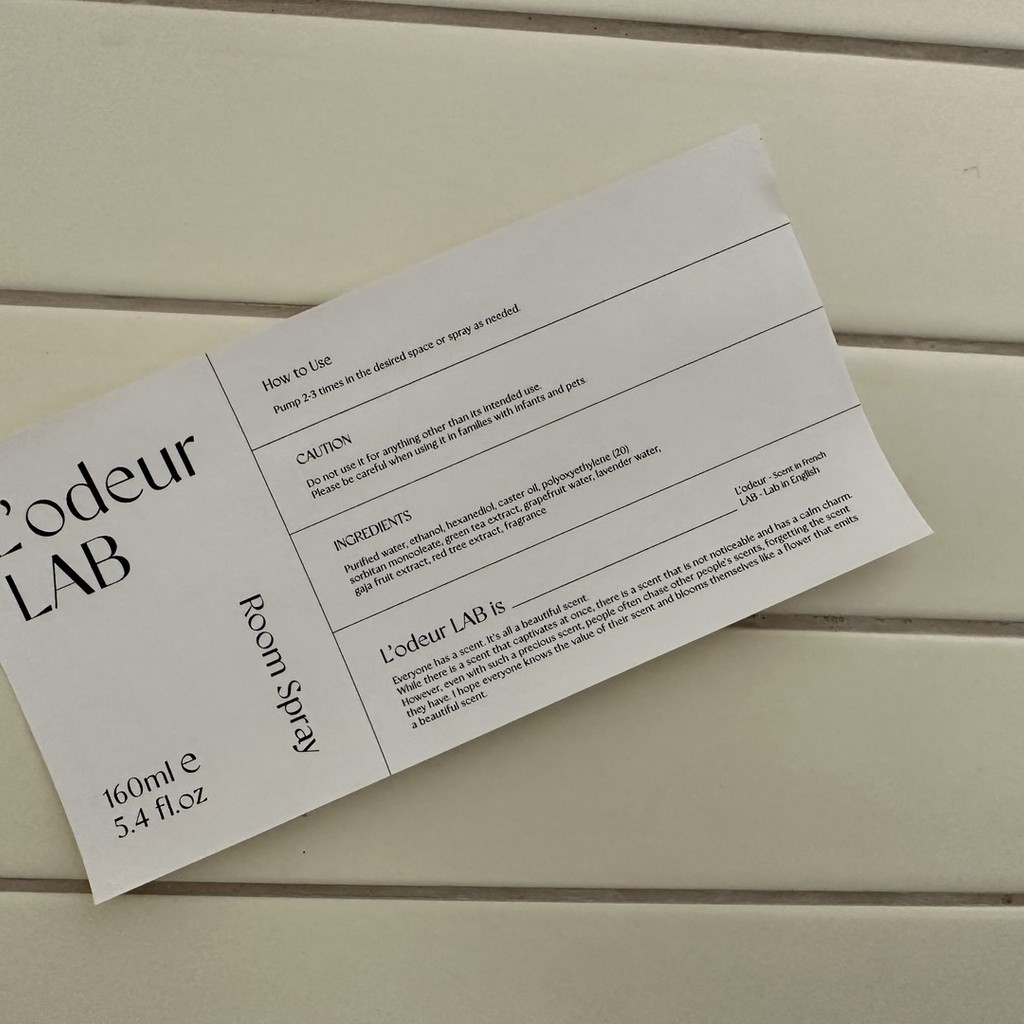 L'odeur
LAB
Room Spray
160ml e
5.4 fl.oz
How to Use
Pump 2-3 times in the desired space or spray as needed.
CAUTION
Do not use it for anything other than its intended use.
Please be careful when using it in families with infants and pets.
INGREDIENTS
Purified water, ethanol, hexanediol, caster oil, polyoxyethylene (20)
sorbitan monooleate, green tea extract, grapefruit water, lavender water,
gaja fruit extract, red tree extract, fragrance
L'odeur LAB is
L'odeur - Scent in French
LAB - Lab in English
Everyone has a scent. It's all a beautiful scent.
While there is a scent that captivates at once, there is a scent that is not noticeable and has a calm charm.
However, even with such a precious scent, people often chase other people's scents, forgetting the scent
they have. I hope everyone knows the value of their scent and blooms themselves like a flower that emits
a beautiful scent.